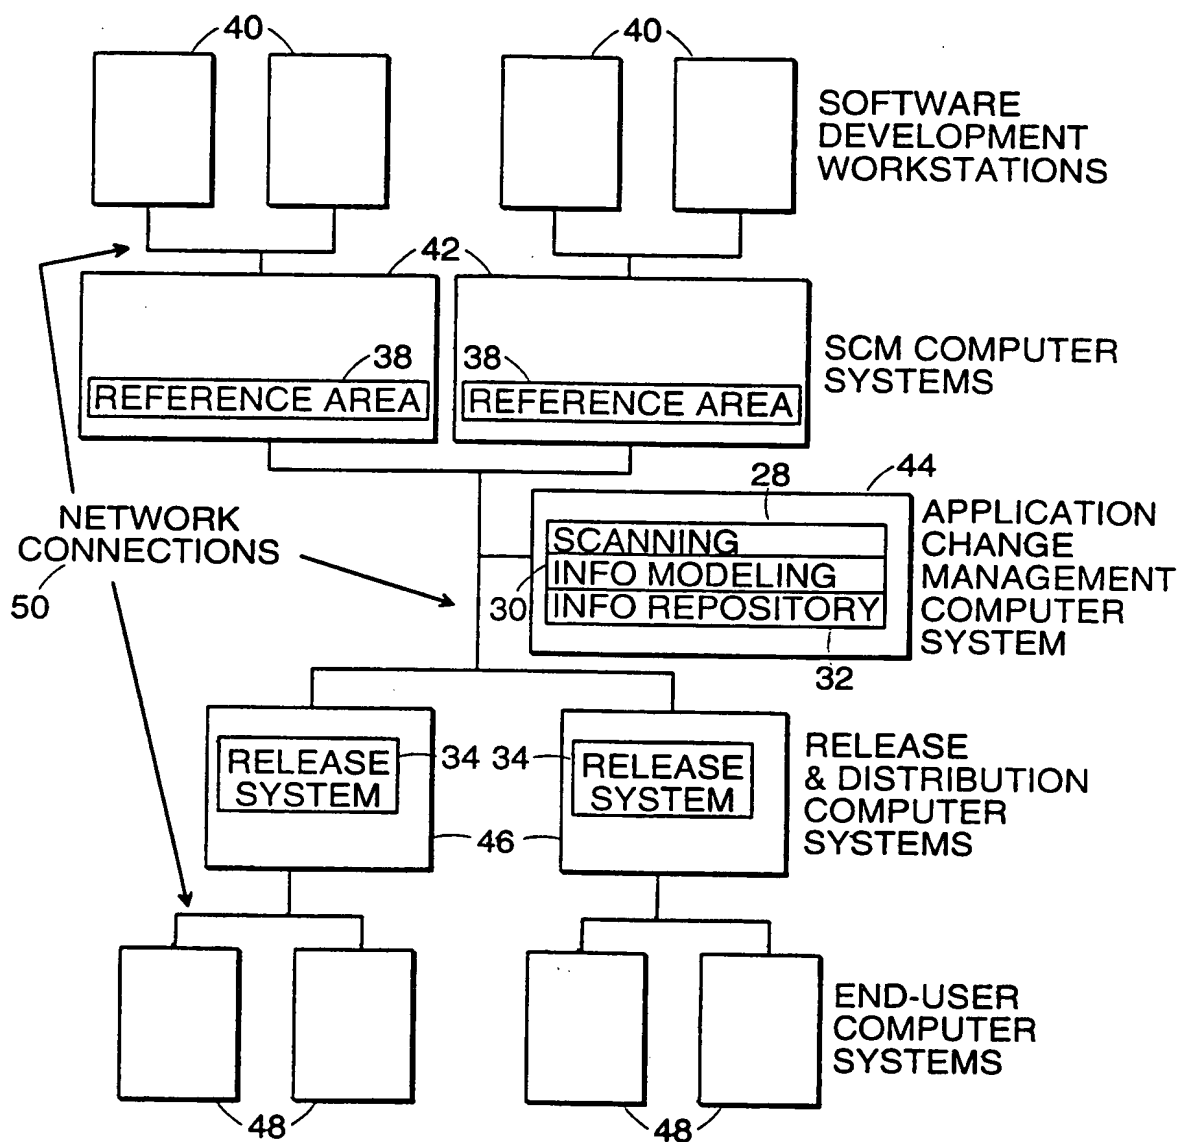 40
40
SOFTWARE
DEVELOPMENT
WORKSTATIONS
42
SCM COMPUTER
SYSTEMS
38
38
REFERENCE AREA
REFERENCE AREA
28
44
NETWORK
CONNECTIONS
50
SCANNING
INFO MODELING
INFO REPOSITORY
30
32
APPLICATION
CHANGE
MANAGEMENT
COMPUTER
SYSTEM
RELEASE
SYSTEM
34
34
RELEASE
SYSTEM
46
RELEASE
& DISTRIBUTION
COMPUTER
SYSTEMS
END-USER
COMPUTER
SYSTEMS
48
48